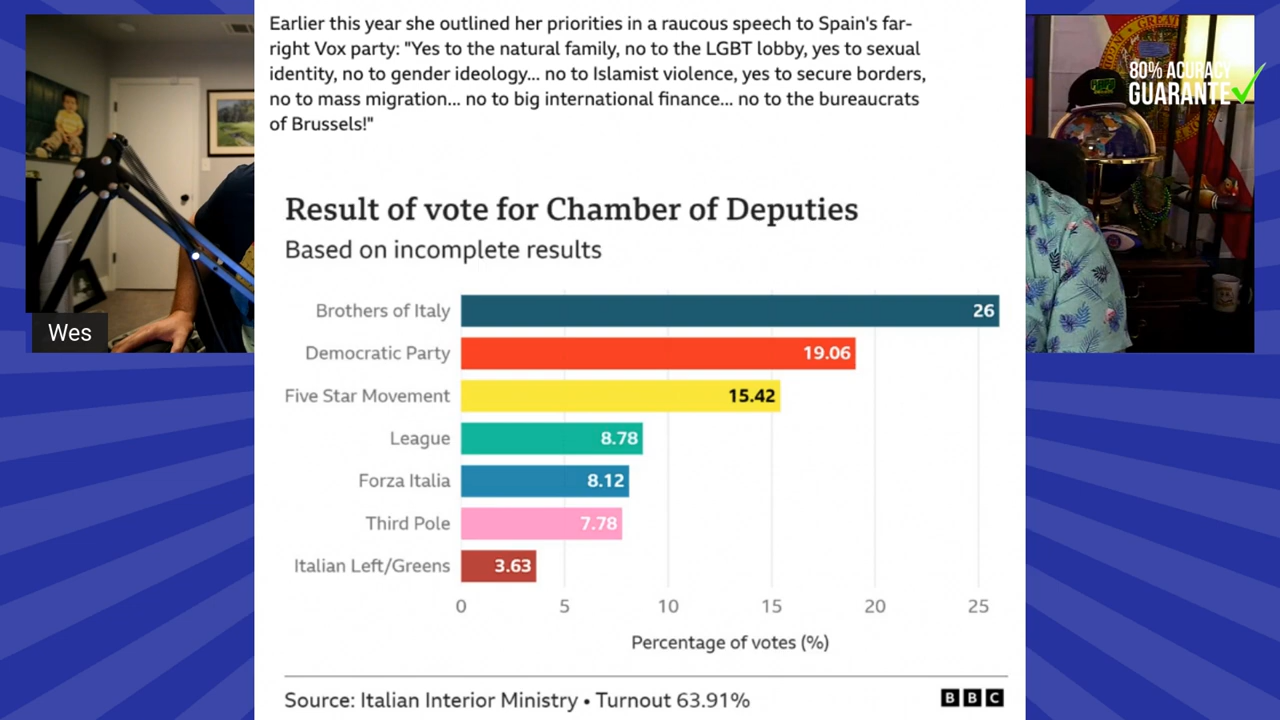 Earlier this year she outlined her priorities in a raucous speech to Spain's far-
right Vox party: "Yes to the natural family, no to the LGBT lobby, yes to sexual
identity, no to gender ideology... no to Islamist violence, yes to secure borders,
no to mass migration... no to big international finance... no to the bureaucrats
of Brussels!"
80% ACURACY
GUARANTE
Wes
Result of vote for Chamber of Deputies
Based on incomplete results
Brothers of Italy 26
Democratic Party 19.06
Five Star Movement 15.42
League 8.78
Forza Italia 8.12
Third Pole 7.78
Italian Left/Greens 3.63
0 5 10 15 20 25
Percentage of votes (%)
Source: Italian Interior Ministry • Turnout 63.91%
BBC